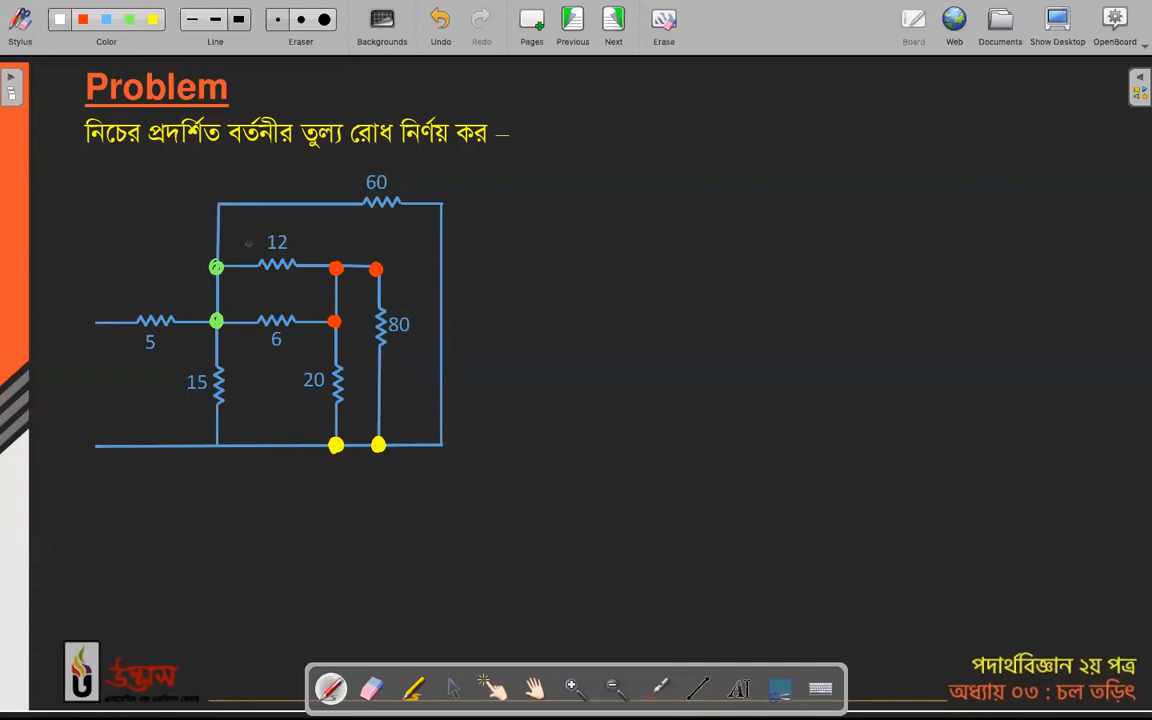 Stylus
Color
Line
Eraser
Backgrounds
Undo
Redo
Pages
Previous
Next
Erase
Board
Web
Documents
Show Desktop
OpenBoard
Problem
নিচের প্রদর্শিত বর্তনীর তুল্য রোধ নির্ণয় কর –
60
12
5
6
80
15
20
উদ্ভাস
পদার্থবিজ্ঞান ২য় পত্র
অধ্যায় ০৩ : চল তড়িৎ